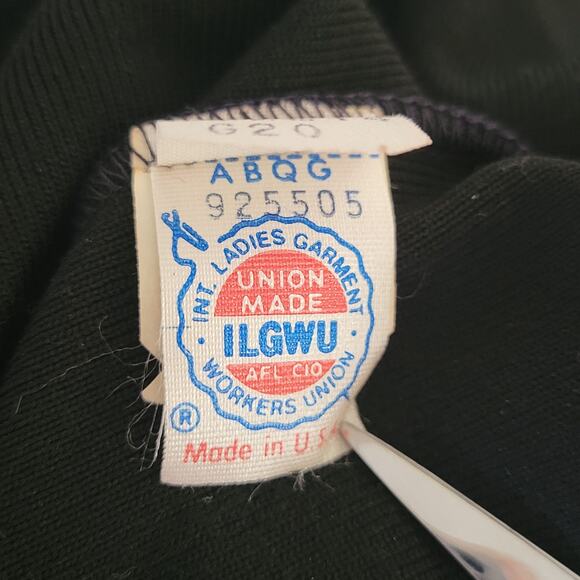 G20
ABQG
925505
INT. LADIES GARMENT
UNION
MADE
ILGWU
AFL CIO
WORKERS UNION
®
Made in U.S